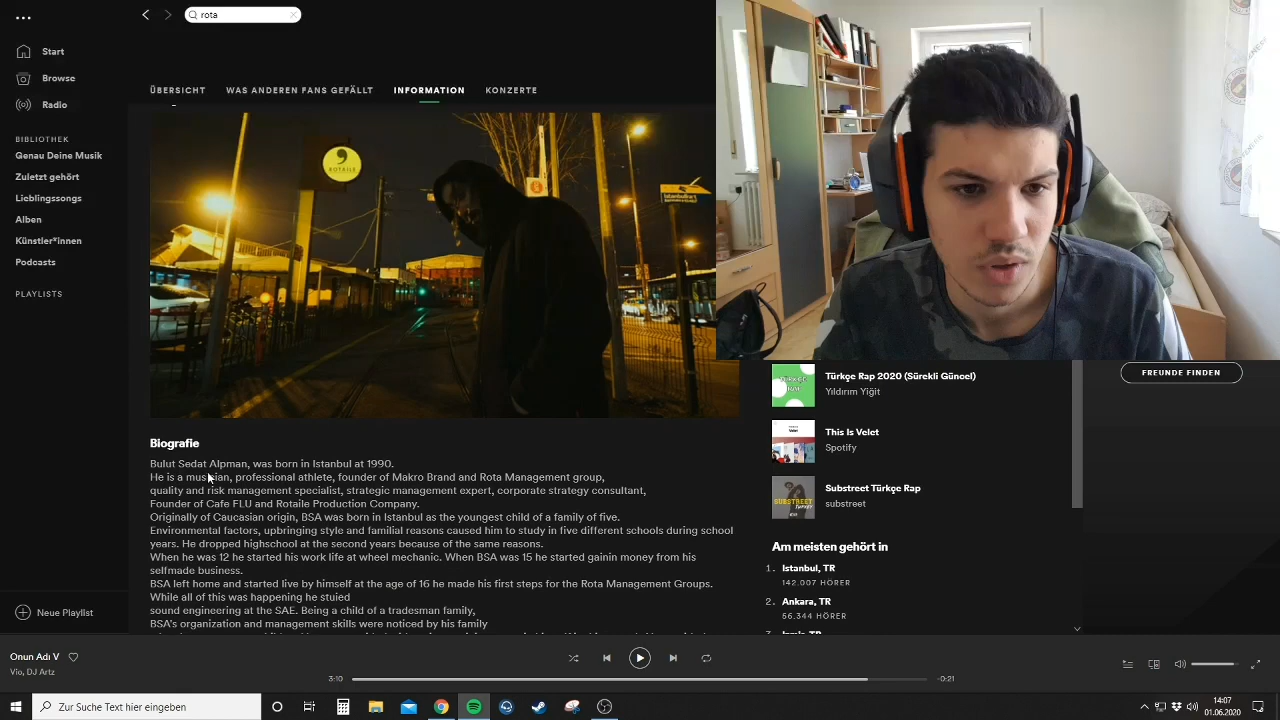 rota
Start
Browse
Radio
BIBLIOTHEK
Genau Deine Musik
Zuletzt gehört
Lieblingssongs
Alben
Künstler*innen
Podcasts
PLAYLISTS
Neue Playlist
ÜBERSICHT
WAS ANDEREN FANS GEFÄLLT
INFORMATION
KONZERTE
ROTAILE
istanbulkart
Biografie
Bulut Sedat Alpman, was born in Istanbul at 1990.
He is a musician, professional athlete, founder of Makro Brand and Rota Management group,
quality and risk management specialist, strategic management expert, corporate strategy consultant,
Founder of Cafe FLU and Rotaile Production Company.
Originally of Caucasian origin, BSA was born in Istanbul as the youngest child of a family of five.
Environmental factors, upbringing style and familial reasons caused him to study in five different schools during school
years. He dropped highschool at the second years because of the same reasons.
When he was 12 he started his work life at wheel mechanic. When BSA was 15 he started gainin money from his
selfmade business.
BSA left home and started live by himself at the age of 16 he made his first steps for the Rota Management Groups.
While all of this was happening he stuied
sound engineering at the SAE. Being a child of a tradesman family,
BSA's organization and management skills were noticed by his family
FREUNDE FINDEN
Türkçe Rap 2020 (Sürekli Güncel)
Yıldırım Yiğit
This Is Velet
Spotify
SUBSTREET
Substreet Türkçe Rap
substreet
Am meisten gehört in
1. Istanbul, TR
142.007 HÖRER
2. Ankara, TR
56.344 HÖRER
Onun Adı V
Vio, DJ Artz
3:10
-0:21
Zur Suche Text hier eingeben
14:07
01.06.2020